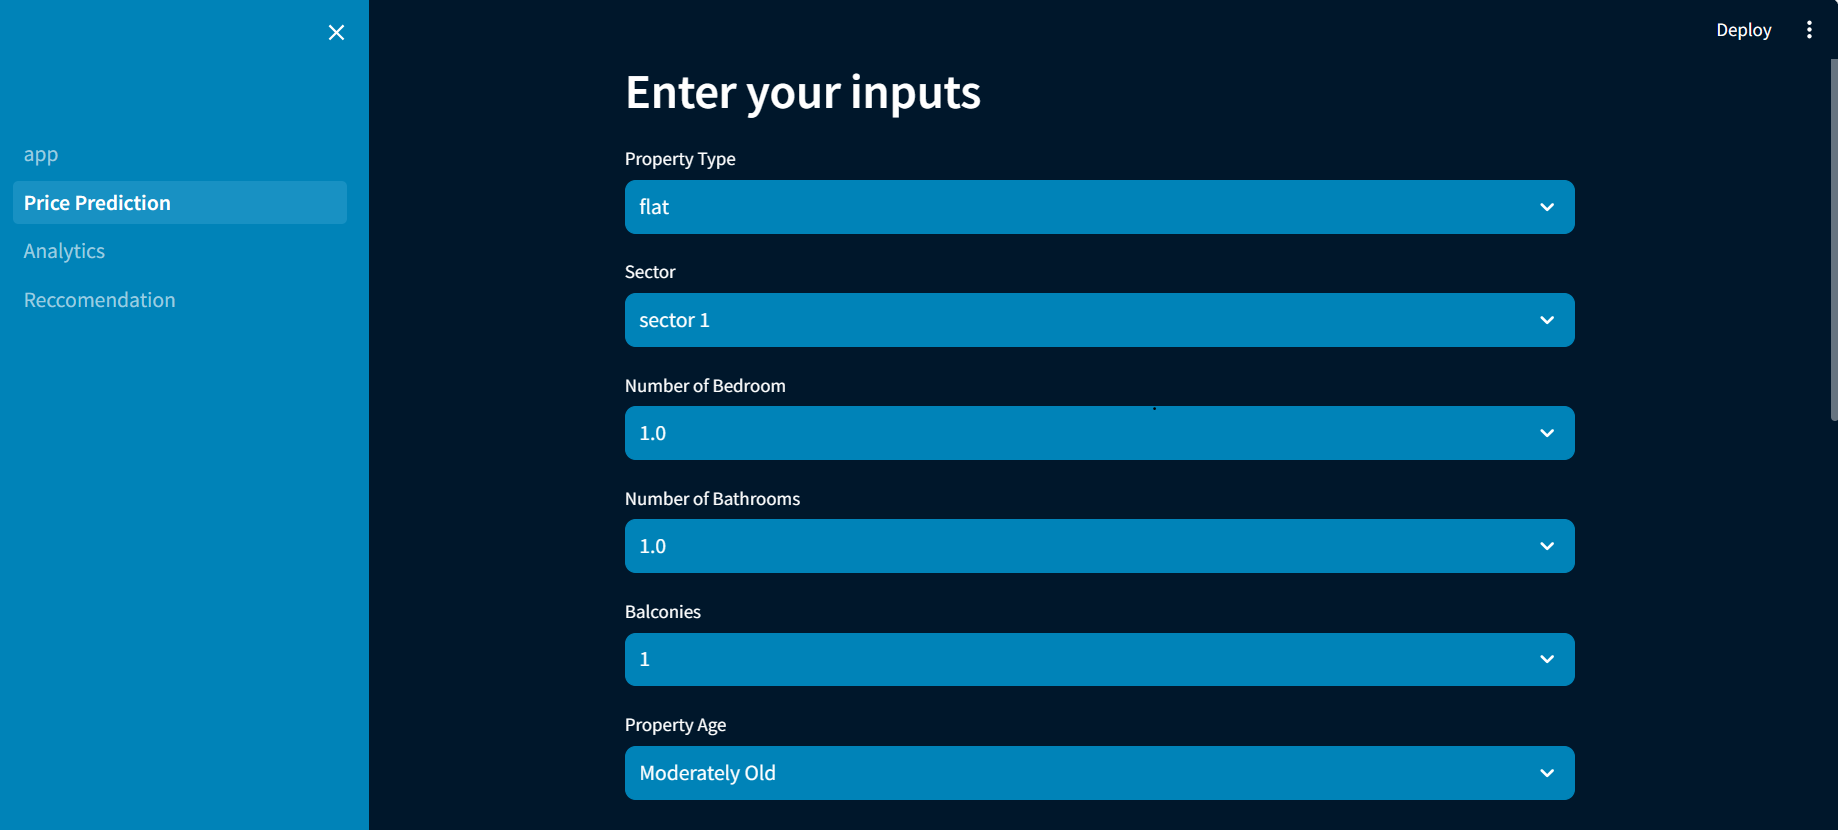 app
Price Prediction
Analytics
Reccomendation
Deploy
Enter your inputs
Property Type
flat
Sector
sector 1
Number of Bedroom
1.0
Number of Bathrooms
1.0
Balconies
1
Property Age
Moderately Old